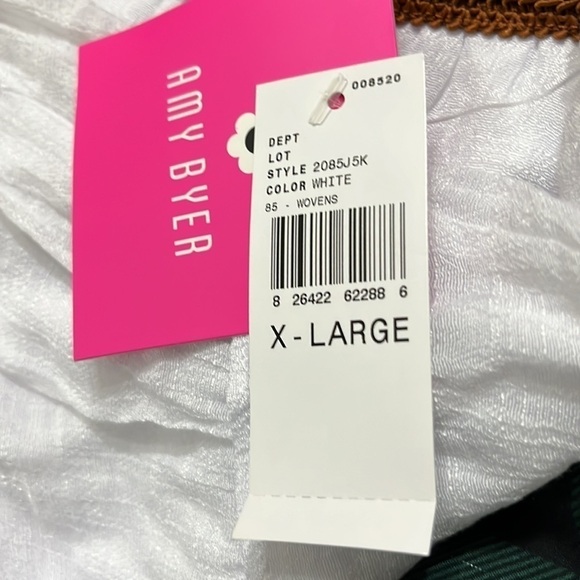 AMY BYER
008520
DEPT
LOT
STYLE 2085J5K
COLOR WHITE
85 - WOVENS
8 26422 62288 6
X-LARGE